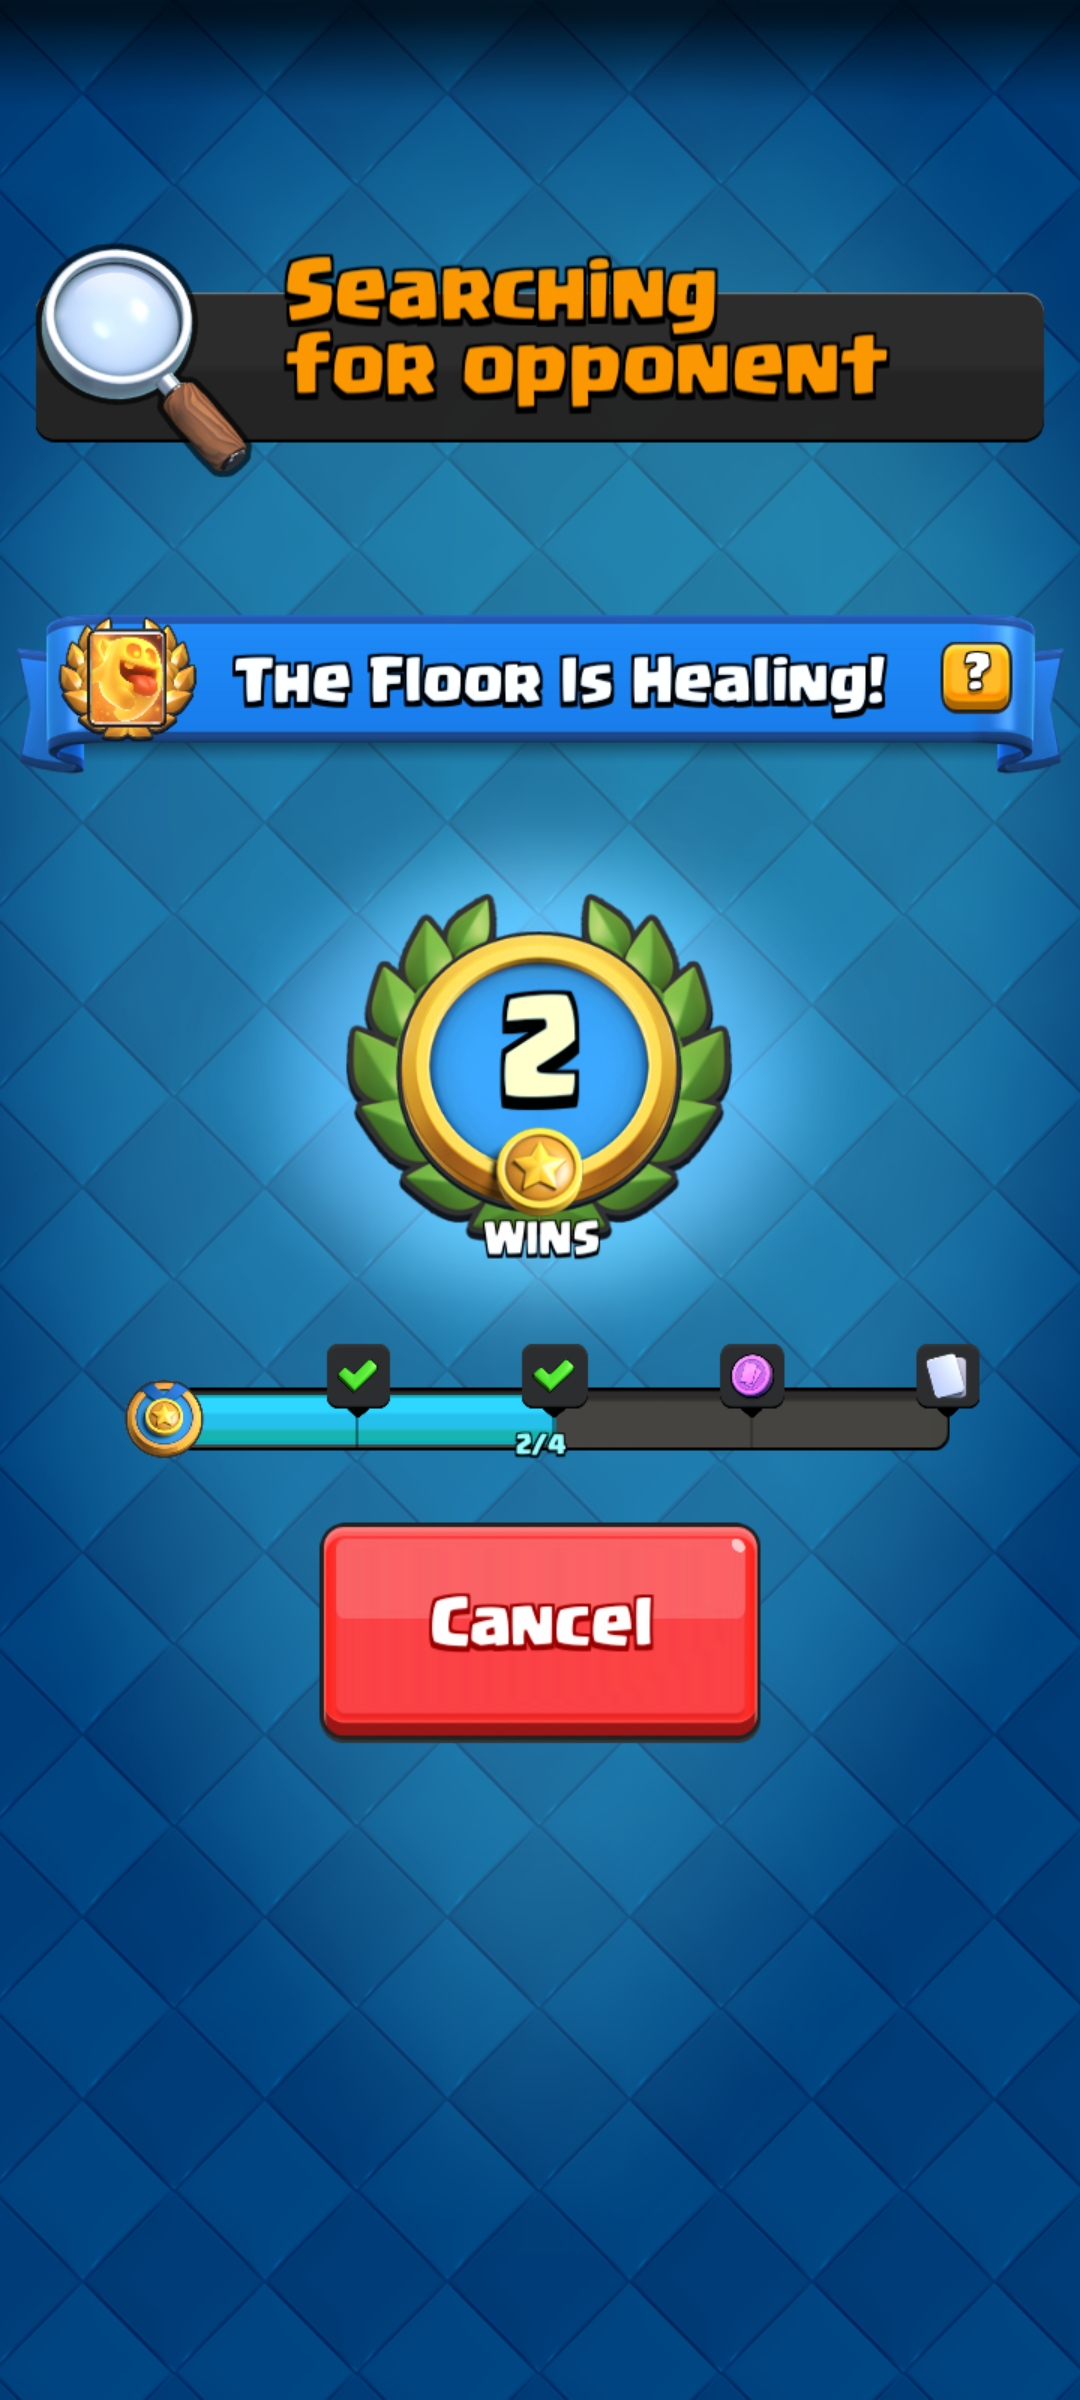 Searching
for opponent
The Floor Is Healing!
?
2
WINS
2/4
Cancel